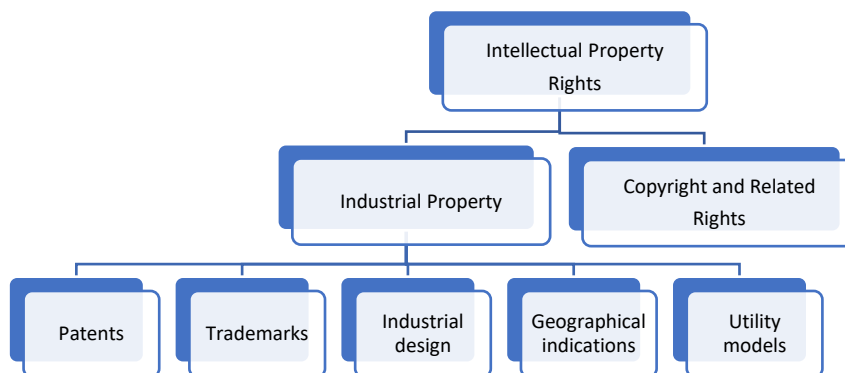 Intellectual Property
Rights
Industrial Property
Copyright and Related
Rights
Patents
Trademarks
Industrial
design
Geographical
indications
Utility
models